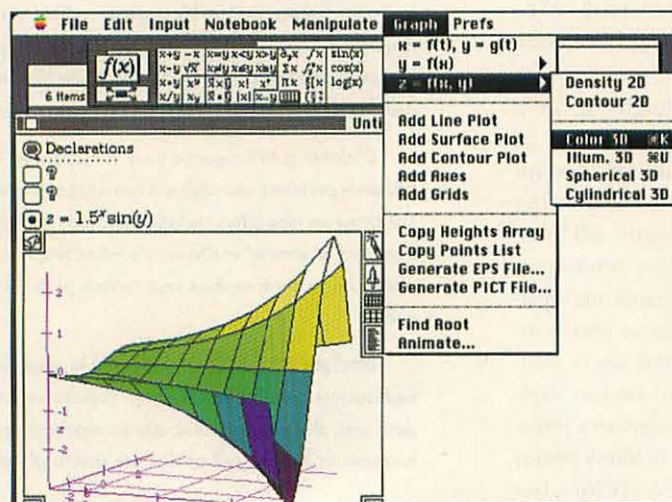 File Edit Input Notebook Manipulate Graph Prefs
x = f(t), y = g(t)
y = f(x)
z = f(x, y)
Add Line Plot
Add Surface Plot
Add Contour Plot
Add Axes
Add Grids
Copy Heights Array
Copy Points List
Generate EPS File...
Generate PICT File...
Find Root
Animate...
Density 2D
Contour 2D
Color 3D ⌘K
Illum. 3D ⌘U
Spherical 3D
Cylindrical 3D
f(x)
6 items
sin(x)
cos(x)
log(x)
Unti
Declarations
?
?
z = 1.5^x sin(y)
2
1
0
-1
-2